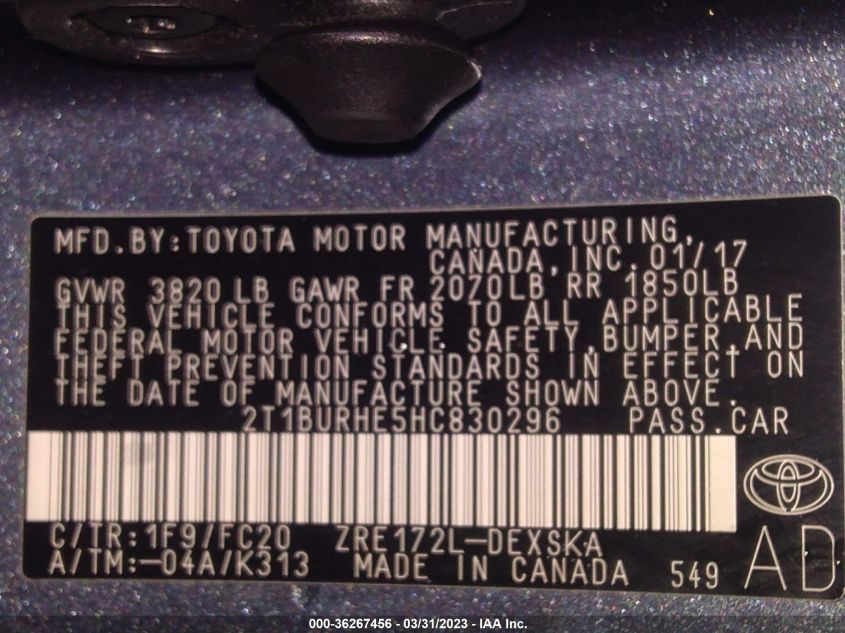 MFD.BY:TOYOTA MOTOR MANUFACTURING,
CANADA,INC.01/17
GVWR 3820 LB GAWR FR 2070LB RR 1850LB
THIS VEHICLE CONFORMS TO ALL APPLICABLE
FEDERAL MOTOR VEHICLE SAFETY,BUMPER,AND
THEFT PREVENTION STANDARDS IN EFFECT ON
THE DATE OF MANUFACTURE SHOWN ABOVE.
2T1BURHE5HC830296 PASS.CAR
C/TR:1F9/FC20 ZRE172L-DEXSKA
A/TM:-04A/K313 MADE IN CANADA 549 AD
000-36267456 - 03/31/2023 - IAA Inc.